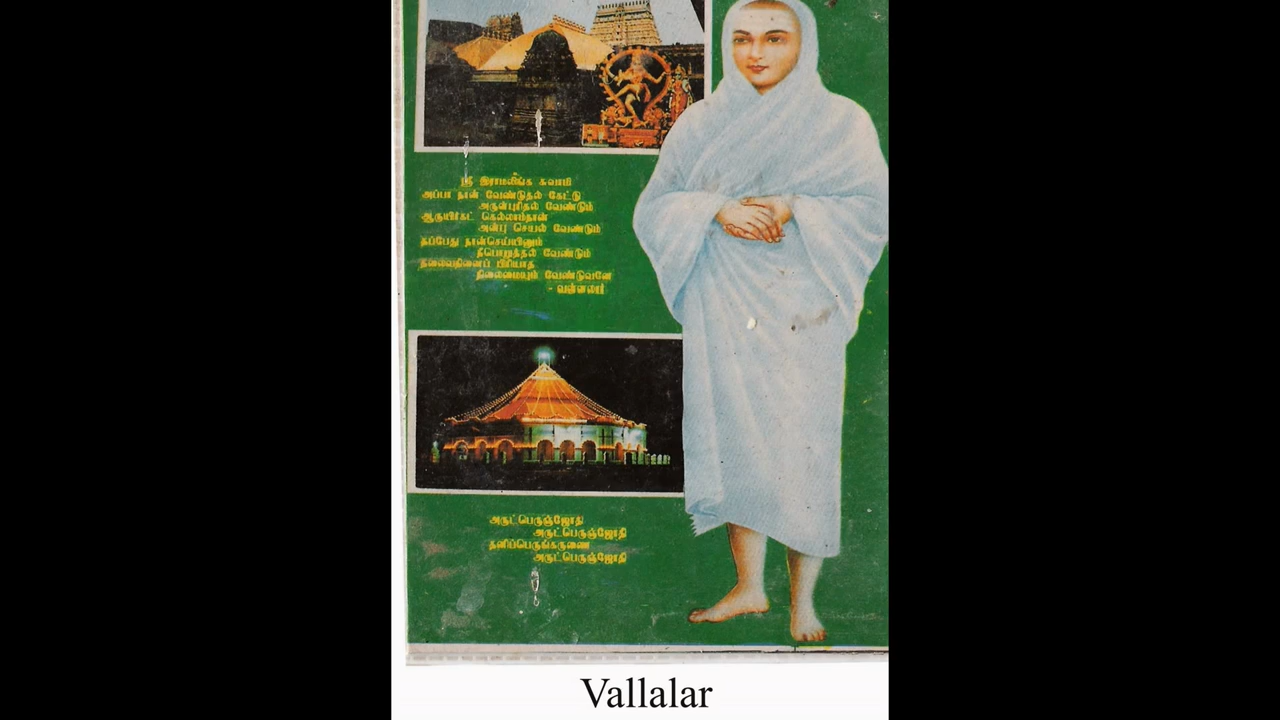 ஸ்ரீ இராமலிங்க சுவாமி
அப்பா நான் வேண்டுதல் கேட்டு
அருள்புரிதல் வேண்டும்
ஆருயிர்கட் கெல்லாம்நான்
அன்பு செயல் வேண்டும்
தப்பேது நான்செய்யினும்
நீபொறுத்தல் வேண்டும்
தலைவநினைப் பிரியாத
நிலைமையும் வேண்டுவனே
- வள்ளலார்
அருட்பெருஞ்ஜோதி
அருட்பெருஞ்ஜோதி
தனிப்பெருங்கருணை
அருட்பெருஞ்ஜோதி
Vallalar